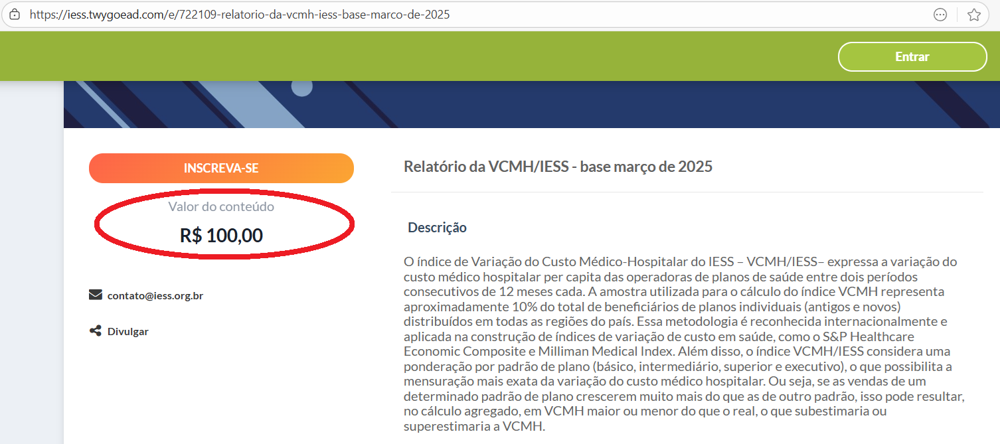 https://iess.twygoead.com/e/722109-relatorio-da-vcmh-iess-base-marco-de-2025
Entrar
INSCREVA-SE
Valor do conteúdo
R$ 100,00
contato@iess.org.br
Divulgar
Relatório da VCMH/IESS - base março de 2025
Descrição
O índice de Variação do Custo Médico-Hospitalar do IESS – VCMH/IESS– expressa a variação do
custo médico hospitalar per capita das operadoras de planos de saúde entre dois períodos
consecutivos de 12 meses cada. A amostra utilizada para o cálculo do índice VCMH representa
aproximadamente 10% do total de beneficiários de planos individuais (antigos e novos)
distribuídos em todas as regiões do país. Essa metodologia é reconhecida internacionalmente e
aplicada na construção de índices de variação de custo em saúde, como o S&P Healthcare
Economic Composite e Milliman Medical Index. Além disso, o índice VCMH/IESS considera uma
ponderação por padrão de plano (básico, intermediário, superior e executivo), o que possibilita a
mensuração mais exata da variação do custo médico hospitalar. Ou seja, se as vendas de um
determinado padrão de plano crescerem muito mais do que as de outro padrão, isso pode resultar,
no cálculo agregado, em VCMH maior ou menor do que o real, o que subestimaria ou
superestimaria a VCMH.